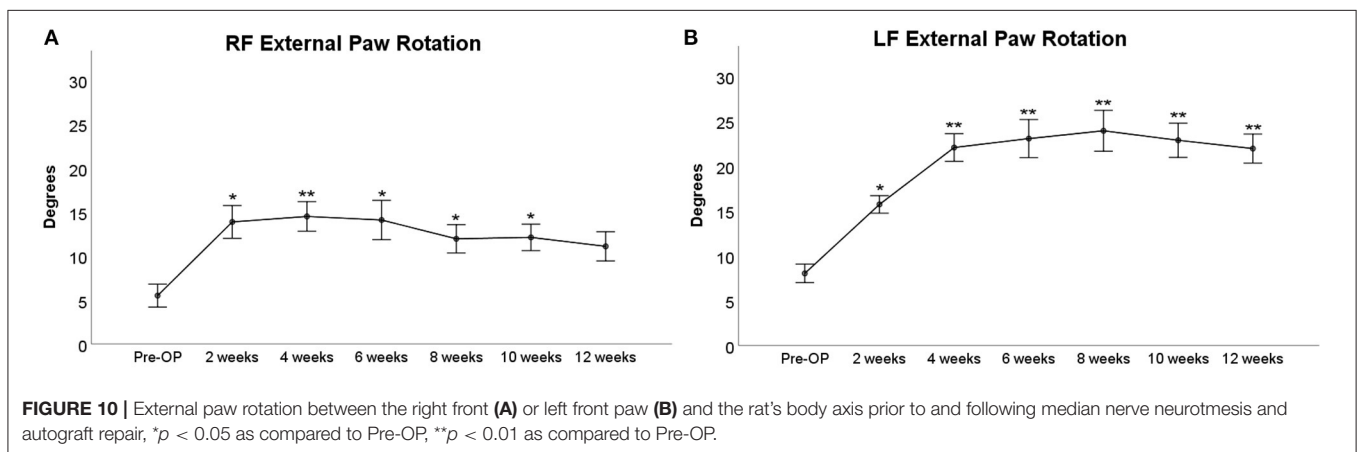 A
RF External Paw Rotation
Degrees
30
25
20
15
10
5
0
Pre-OP 2 weeks 4 weeks 6 weeks 8 weeks 10 weeks 12 weeks
* ** * * *
B
LF External Paw Rotation
Degrees
30
25
20
15
10
5
0
Pre-OP 2 weeks 4 weeks 6 weeks 8 weeks 10 weeks 12 weeks
* ** ** ** ** **
FIGURE 10 | External paw rotation between the right front (A) or left front paw (B) and the rat's body axis prior to and following median nerve neurotmesis and
autograft repair, *p < 0.05 as compared to Pre-OP, **p < 0.01 as compared to Pre-OP.